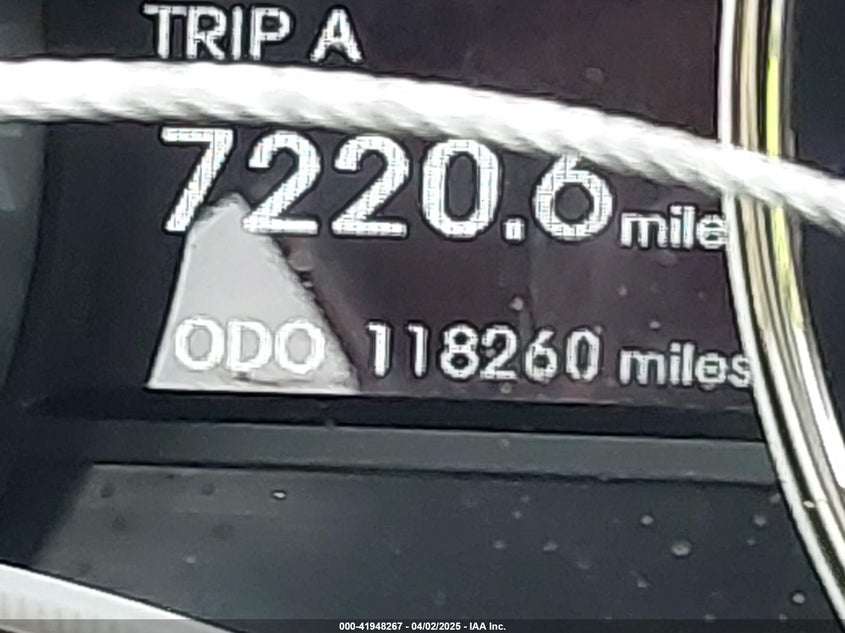 TRIP A
7220.6 mile
ODO 118260 miles
000-41948267 - 04/02/2025 - IAA Inc.